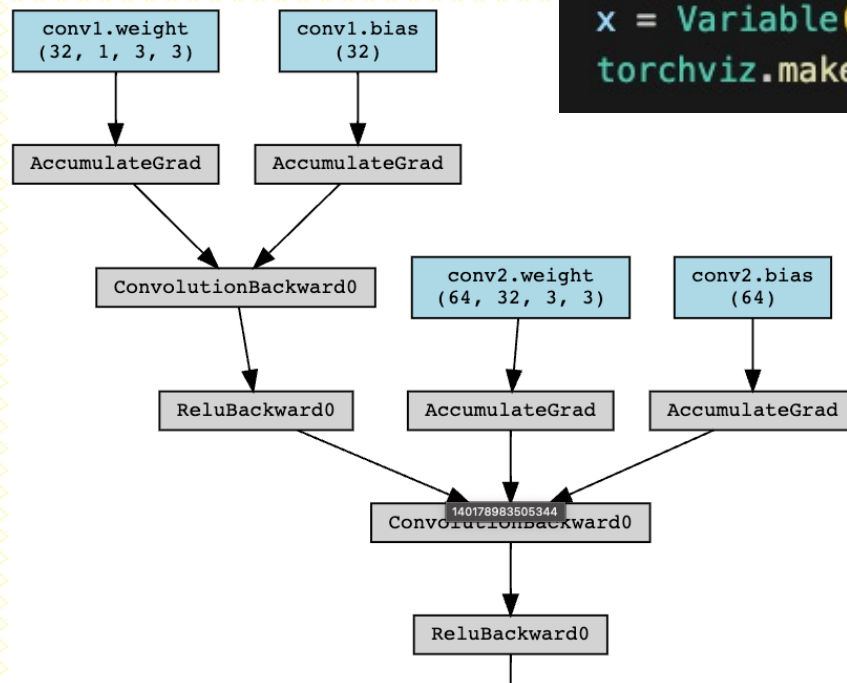 x = Variable(
torchviz.make
conv1.weight
(32, 1, 3, 3)
conv1.bias
(32)
AccumulateGrad
AccumulateGrad
ConvolutionBackward0
conv2.weight
(64, 32, 3, 3)
conv2.bias
(64)
ReluBackward0
AccumulateGrad
AccumulateGrad
ConvolutionBackward0
140178983505344
ReluBackward0